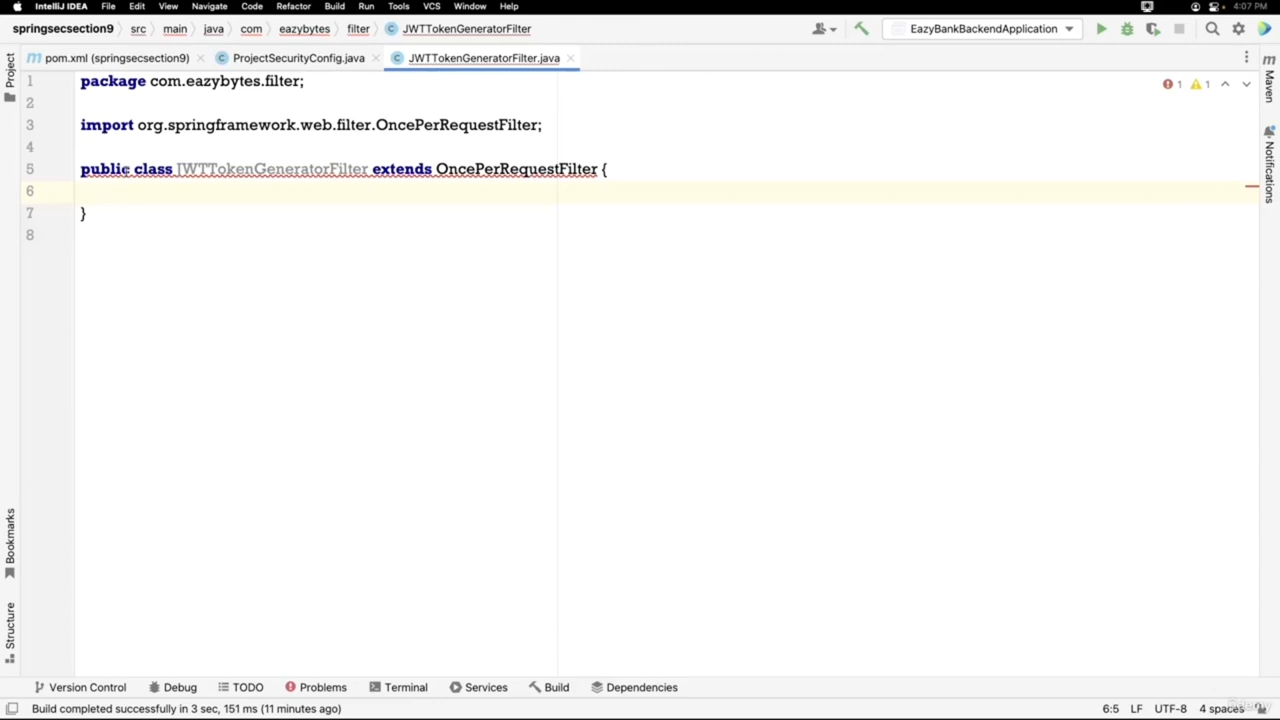 IntelliJ IDEA File Edit View Navigate Code Refactor Build Run Tools VCS Window Help 4:07 PM
springsecsection9 src main java com eazybytes filter JWTTokenGeneratorFilter EazyBankBackendApplication
pom.xml (springsecsection9) ProjectSecurityConfig.java JWTTokenGeneratorFilter.java
Project
Maven
Notifications
Bookmarks
Structure
1 package com.eazybytes.filter; 1 1
2
3 import org.springframework.web.filter.OncePerRequestFilter;
4
5 public class JWTTokenGeneratorFilter extends OncePerRequestFilter {
6
7 }
8
Version Control Debug TODO Problems Terminal Services Build Dependencies
Build completed successfully in 3 sec, 151 ms (11 minutes ago) 6:5 LF UTF-8 4 spaces
Udemy